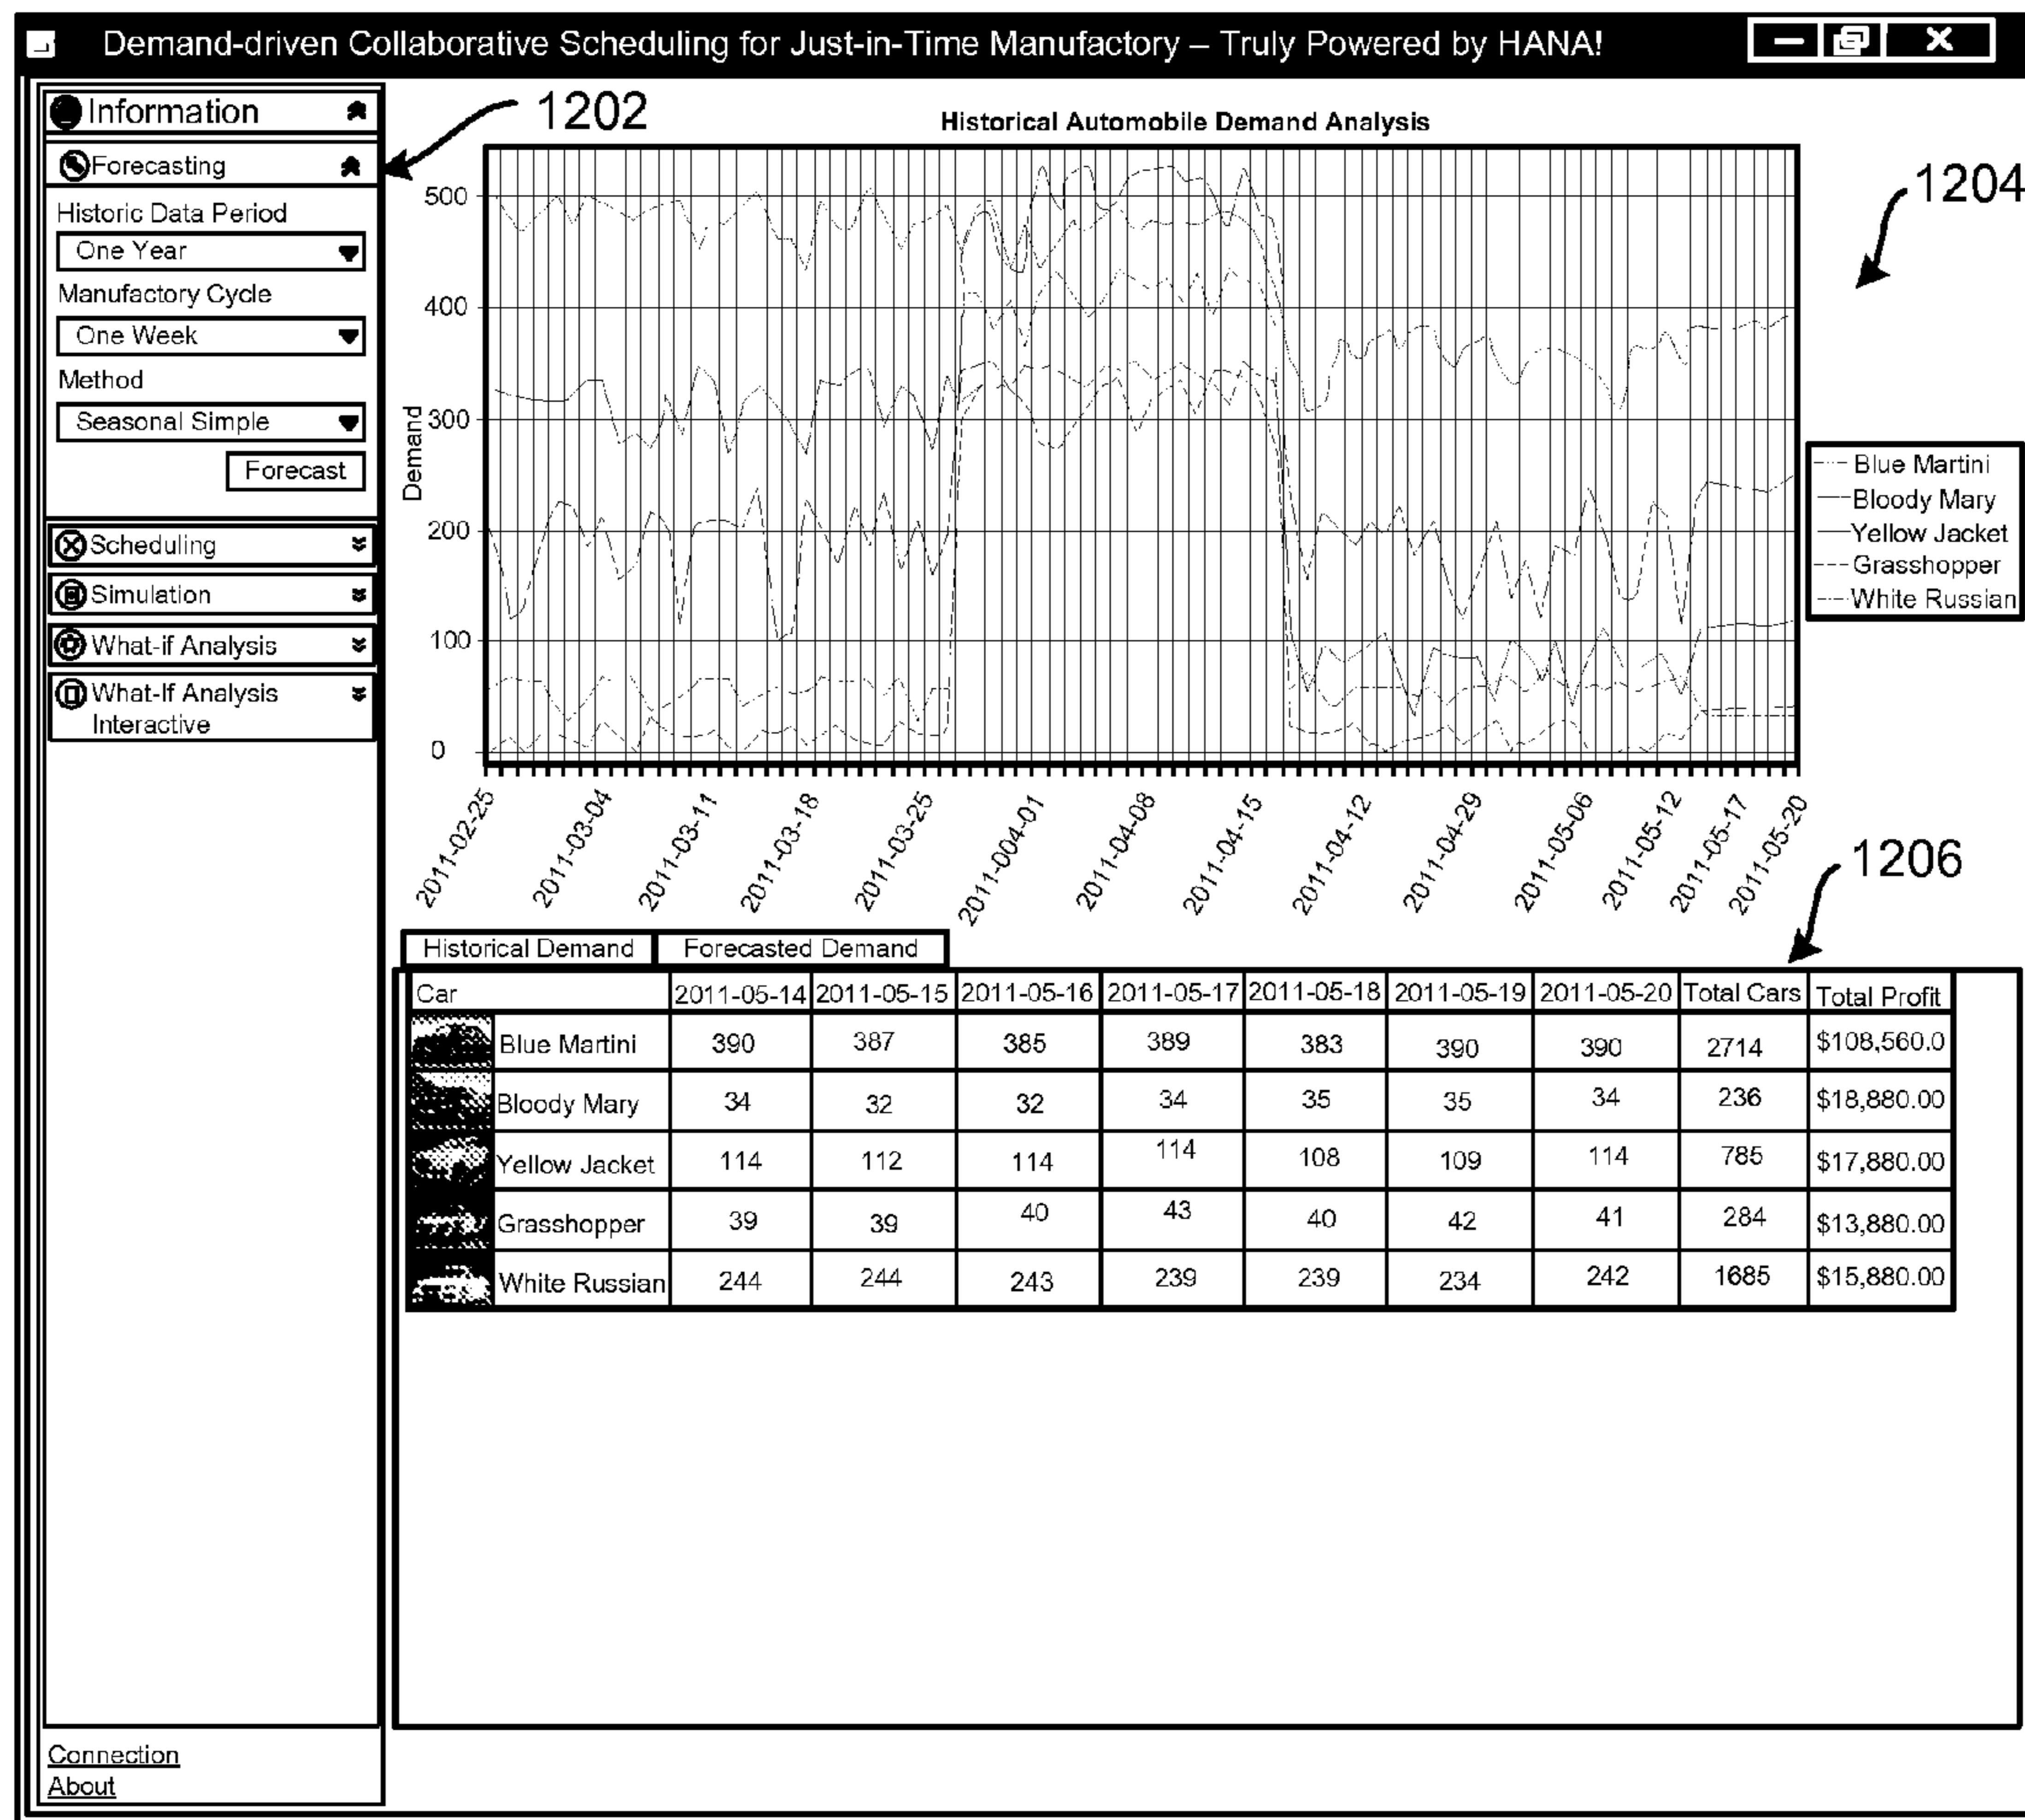 Demand-driven Collaborative Scheduling for Just-in-Time Manufactory – Truly Powered by HANA!
Information
1202
Forecasting
Historic Data Period
One Year
Manufactory Cycle
One Week
Method
Seasonal Simple
Forecast
Scheduling
Simulation
What-if Analysis
What-If Analysis
Interactive
Connection
About
Historical Automobile Demand Analysis
1204
Demand
500
400
300
200
100
0
2011-02-25
2011-03-04
2011-03-11
2011-03-18
2011-03-25
2011-004-01
2011-04-08
2011-04-15
2011-04-12
2011-04-29
2011-05-06
2011-05-12
2011-05-17
2011-05-20
Blue Martini
Bloody Mary
Yellow Jacket
Grasshopper
White Russian
1206
Historical Demand Forecasted Demand
Car 2011-05-14 2011-05-15 2011-05-16 2011-05-17 2011-05-18 2011-05-19 2011-05-20 Total Cars Total Profit
Blue Martini 390 387 385 389 383 390 390 2714 $108,560.0
Bloody Mary 34 32 32 34 35 35 34 236 $18,880.00
Yellow Jacket 114 112 114 114 108 109 114 785 $17,880.00
Grasshopper 39 39 40 43 40 42 41 284 $13,880.00
White Russian 244 244 243 239 239 234 242 1685 $15,880.00